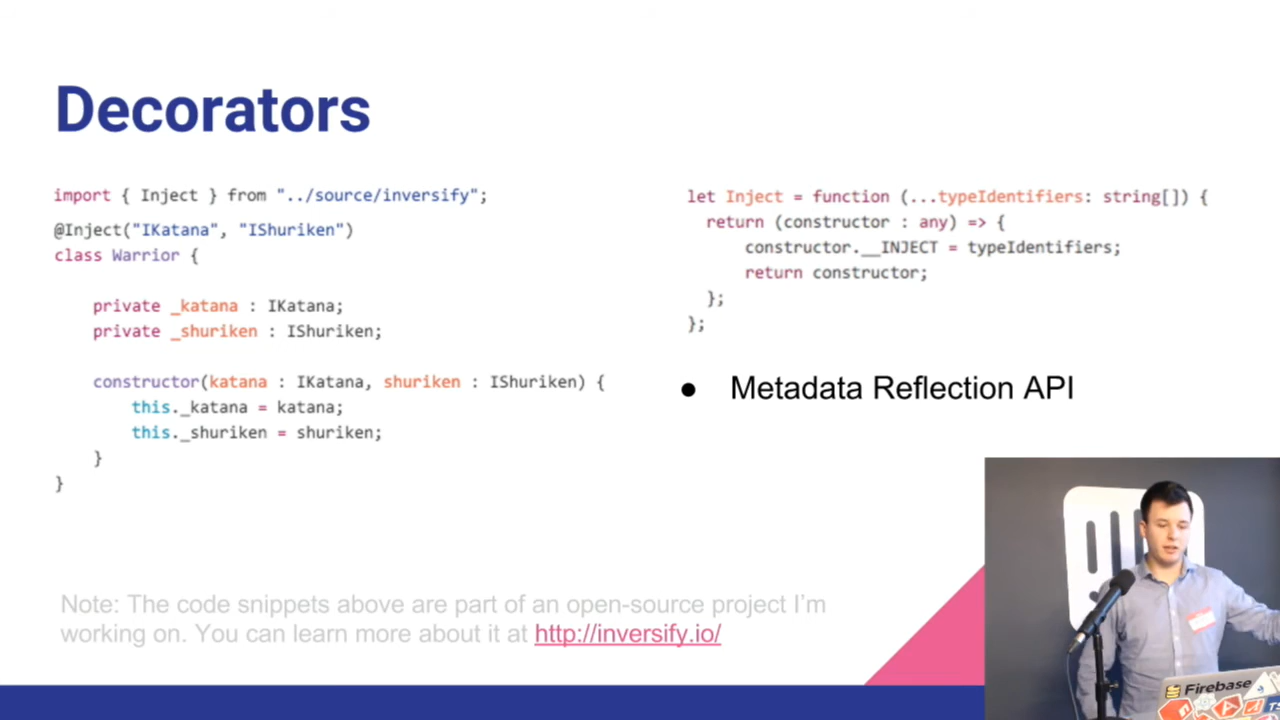 Decorators
import { Inject } from "../source/inversify";
@Inject("IKatana", "IShuriken")
class Warrior {
private _katana : IKatana;
private _shuriken : IShuriken;
constructor(katana : IKatana, shuriken : IShuriken) {
this._katana = katana;
this._shuriken = shuriken;
}
}
let Inject = function (...typeIdentifiers: string[]) {
return (constructor : any) => {
constructor.__INJECT = typeIdentifiers;
return constructor;
};
};
● Metadata Reflection API
Note: The code snippets above are part of an open-source project I'm
working on. You can learn more about it at http://inversify.io/
Firebase